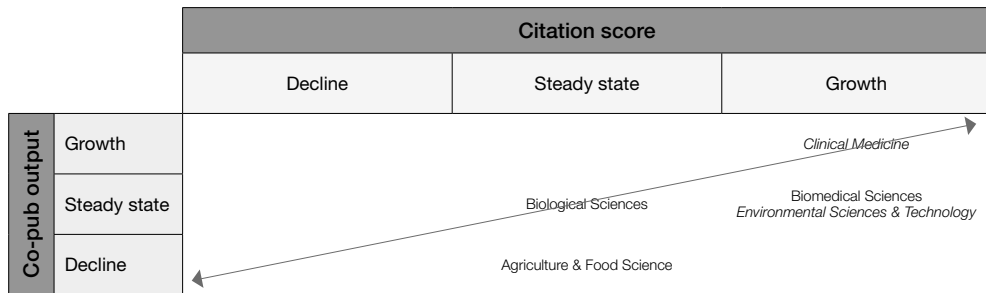 Citation score
Decline
Steady state
Growth
Co-pub output
Growth
Clinical Medicine
Steady state
Biological Sciences
Biomedical Sciences
Environmental Sciences & Technology
Decline
Agriculture & Food Science